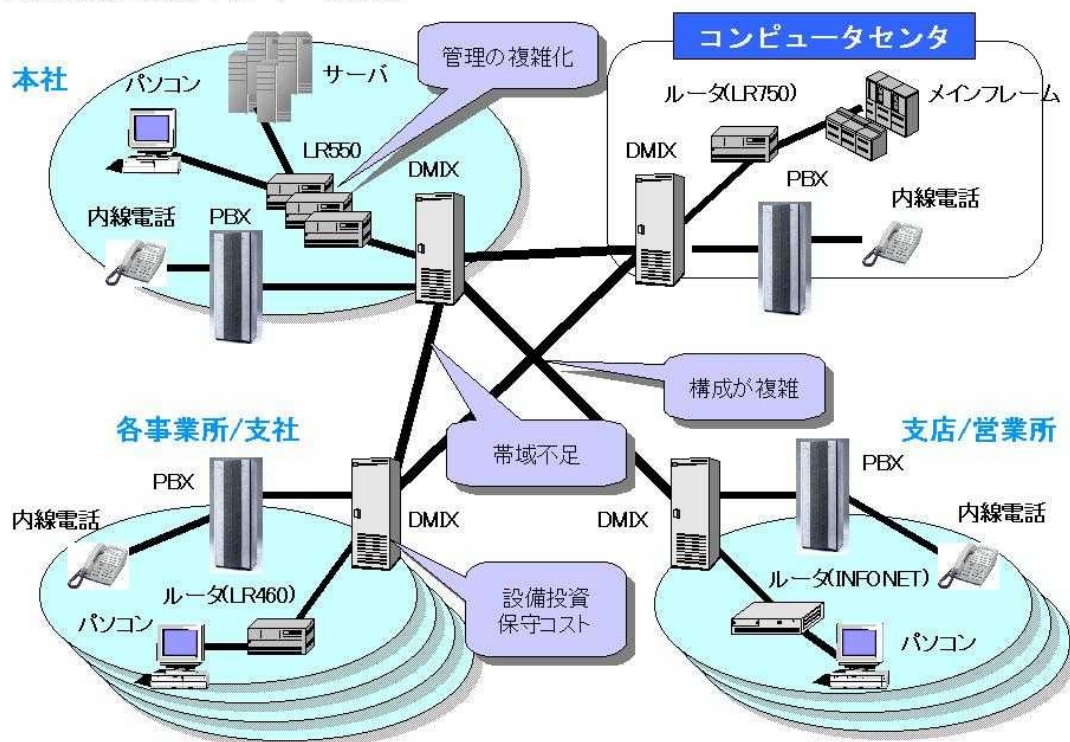 コンピュータセンタ
管理の複雑化
本社
パソコン
サーバ
ルータ(LR750)
メインフレーム
LR550
DMIX
DMIX
PBX
内線電話
内線電話
PBX
構成が複雑
各事業所/支社
帯域不足
支店/営業所
PBX
PBX
内線電話
DMIX
DMIX
内線電話
ルータ(LR460)
設備投資
保守コスト
ルータ(INFONET)
パソコン
パソコン